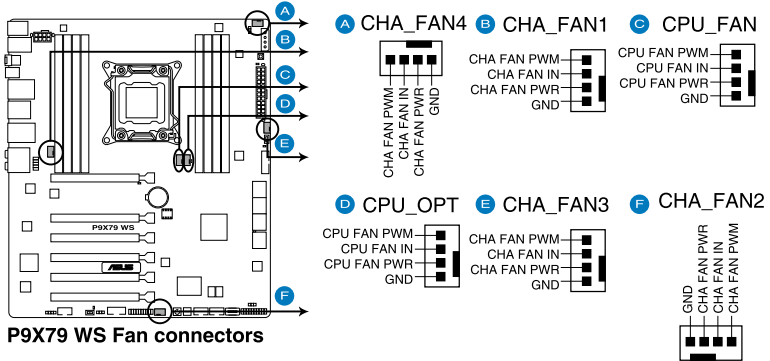 A
B
C
D
E
F
P9X79 WS
ASUS
P9X79 WS Fan connectors
A CHA_FAN4
CHA FAN PWM
CHA FAN IN
CHA FAN PWR
GND
B CHA_FAN1
CHA FAN PWM
CHA FAN IN
CHA FAN PWR
GND
C CPU_FAN
CPU FAN PWM
CPU FAN IN
CPU FAN PWR
GND
D CPU_OPT
CPU FAN PWM
CPU FAN IN
CPU FAN PWR
GND
E CHA_FAN3
CHA FAN PWM
CHA FAN IN
CHA FAN PWR
GND
F CHA_FAN2
GND
CHA FAN PWR
CHA FAN IN
CHA FAN PWM